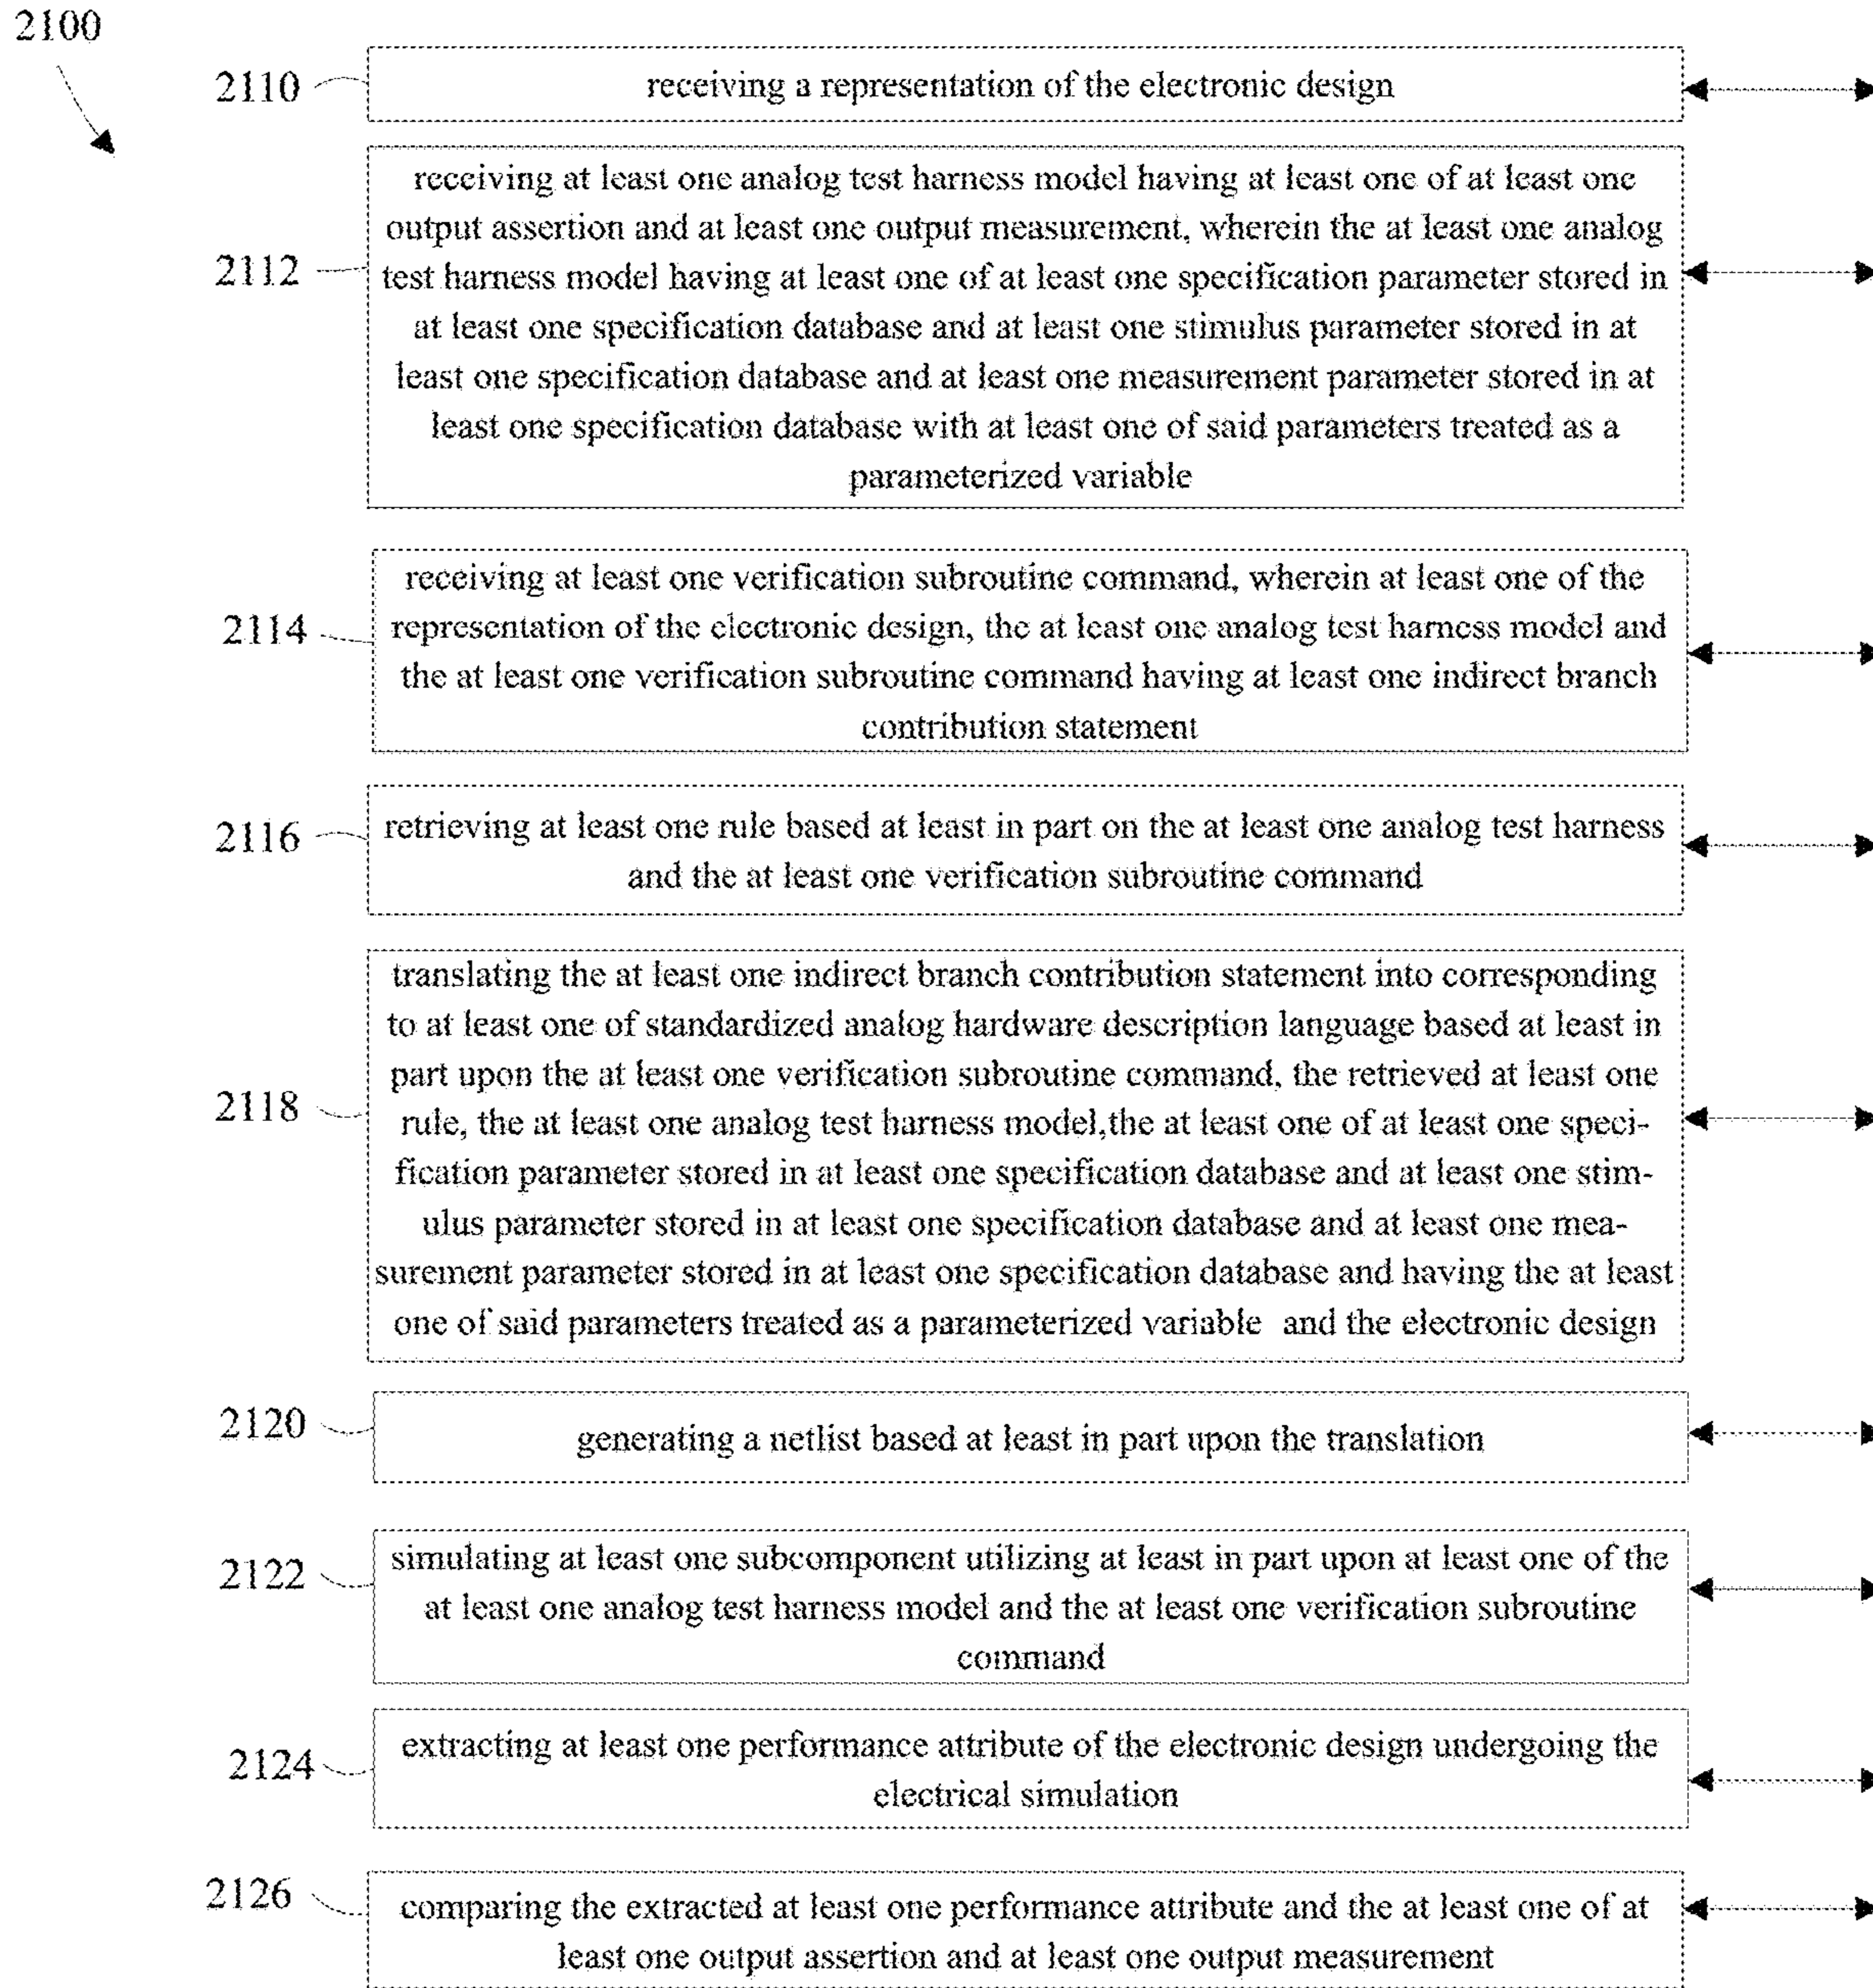 2100
2110
receiving a representation of the electronic design
2112
receiving at least one analog test harness model having at least one of at least one
output assertion and at least one output measurement, wherein the at least one analog
test harness model having at least one of at least one specification parameter stored in
at least one specification database and at least one stimulus parameter stored in at
least one specification database and at least one measurement parameter stored in at
least one specification database with at least one of said parameters treated as a
parameterized variable
2114
receiving at least one verification subroutine command, wherein at least one of the
representation of the electronic design, the at least one analog test harness model and
the at least one verification subroutine command having at least one indirect branch
contribution statement
2116
retrieving at least one rule based at least in part on the at least one analog test harness
and the at least one verification subroutine command
2118
translating the at least one indirect branch contribution statement into corresponding
to at least one of standardized analog hardware description language based at least in
part upon the at least one verification subroutine command, the retrieved at least one
rule, the at least one analog test harness model,the at least one of at least one speci-
fication parameter stored in at least one specification database and at least one stim-
ulus parameter stored in at least one specification database and at least one mea-
surement parameter stored in at least one specification database and having the at least
one of said parameters treated as a parameterized variable and the electronic design
2120
generating a netlist based at least in part upon the translation
2122
simulating at least one subcomponent utilizing at least in part upon at least one of the
at least one analog test harness model and the at least one verification subroutine
command
2124
extracting at least one performance attribute of the electronic design undergoing the
electrical simulation
2126
comparing the extracted at least one performance attribute and the at least one of at
least one output assertion and at least one output measurement